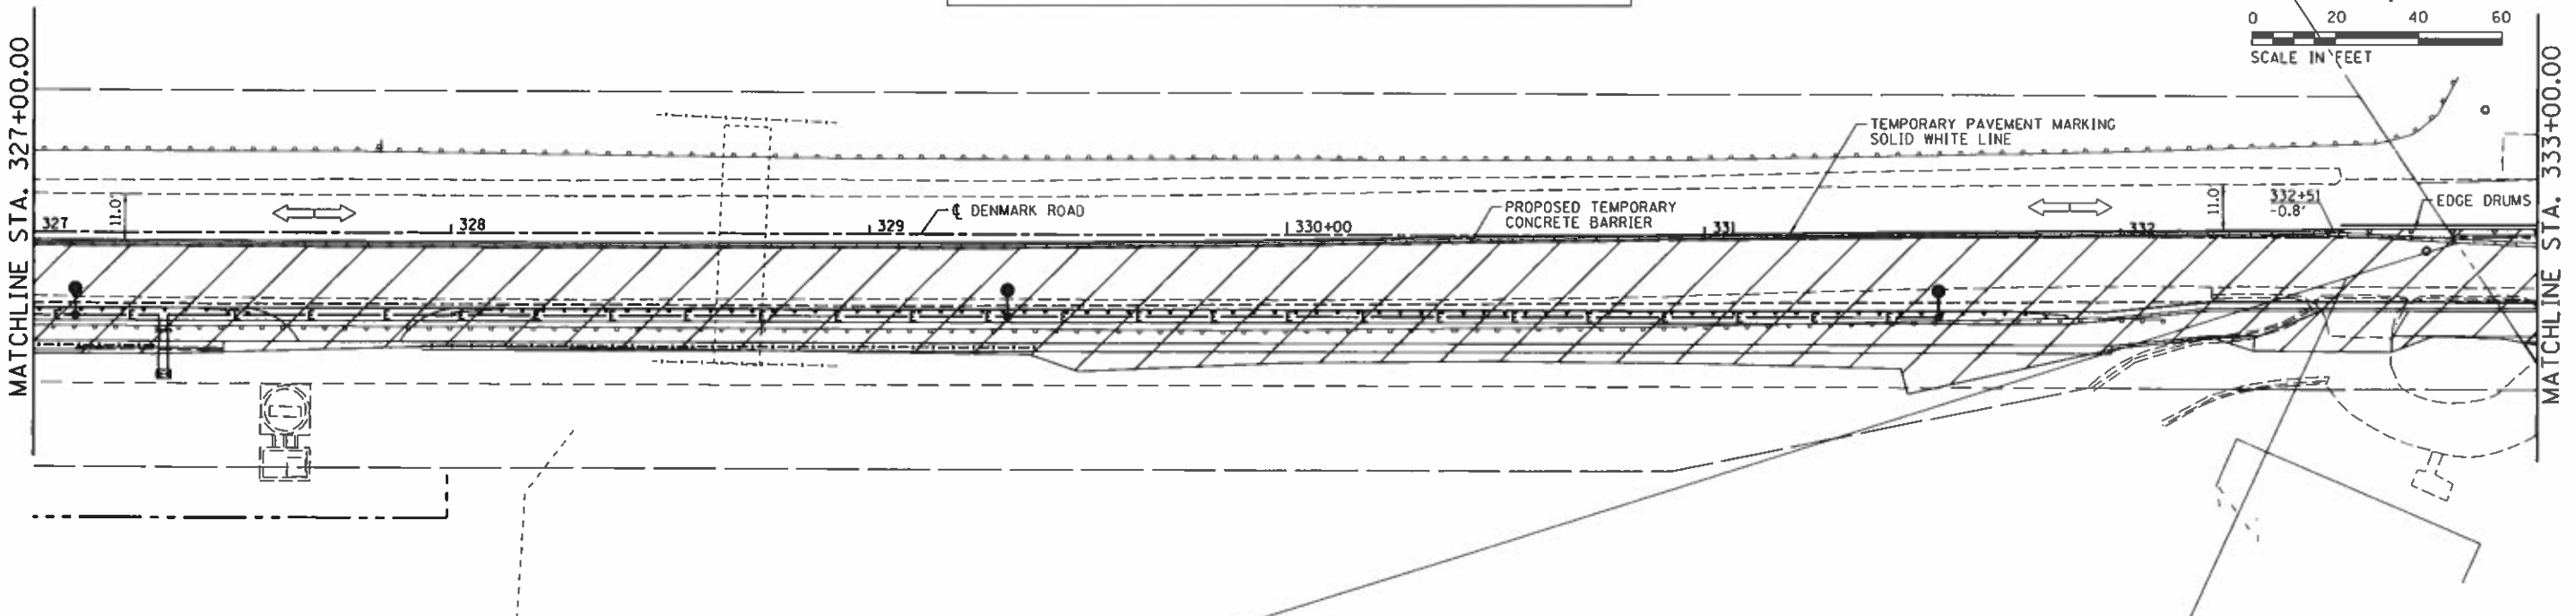 MATCHLINE STA. 327+00.00
0 20 40 60
SCALE IN FEET
MATCHLINE STA. 333+00.00
TEMPORARY PAVEMENT MARKING
SOLID WHITE LINE
11.0'
327
328
329
℄ DENMARK ROAD
330+00
PROPOSED TEMPORARY
CONCRETE BARRIER
331
332
11.0
332+51
-0.8'
EDGE DRUMS